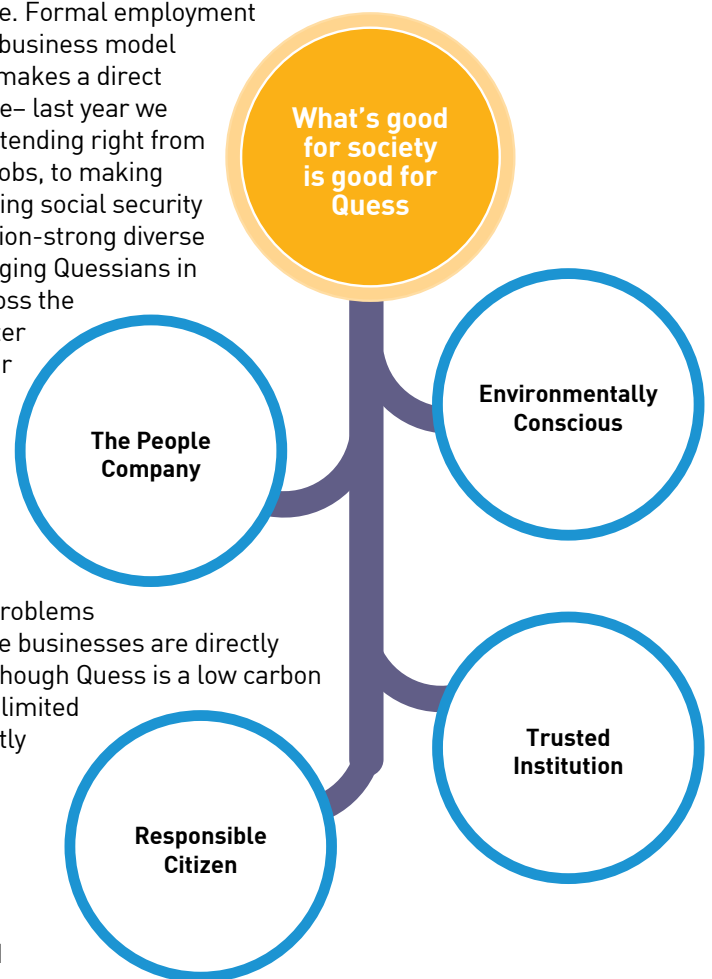 e. Formal employment
business model
makes a direct
e– last year we
tending right from
obs, to making
ing social security
ion-strong diverse
ging Quessians in
oss the
ter
r
roblems
e businesses are directly
hough Quess is a low carbon
limited
tly
What's good
for society
is good for
Quess
Environmentally
Conscious
The People
Company
Trusted
Institution
Responsible
Citizen